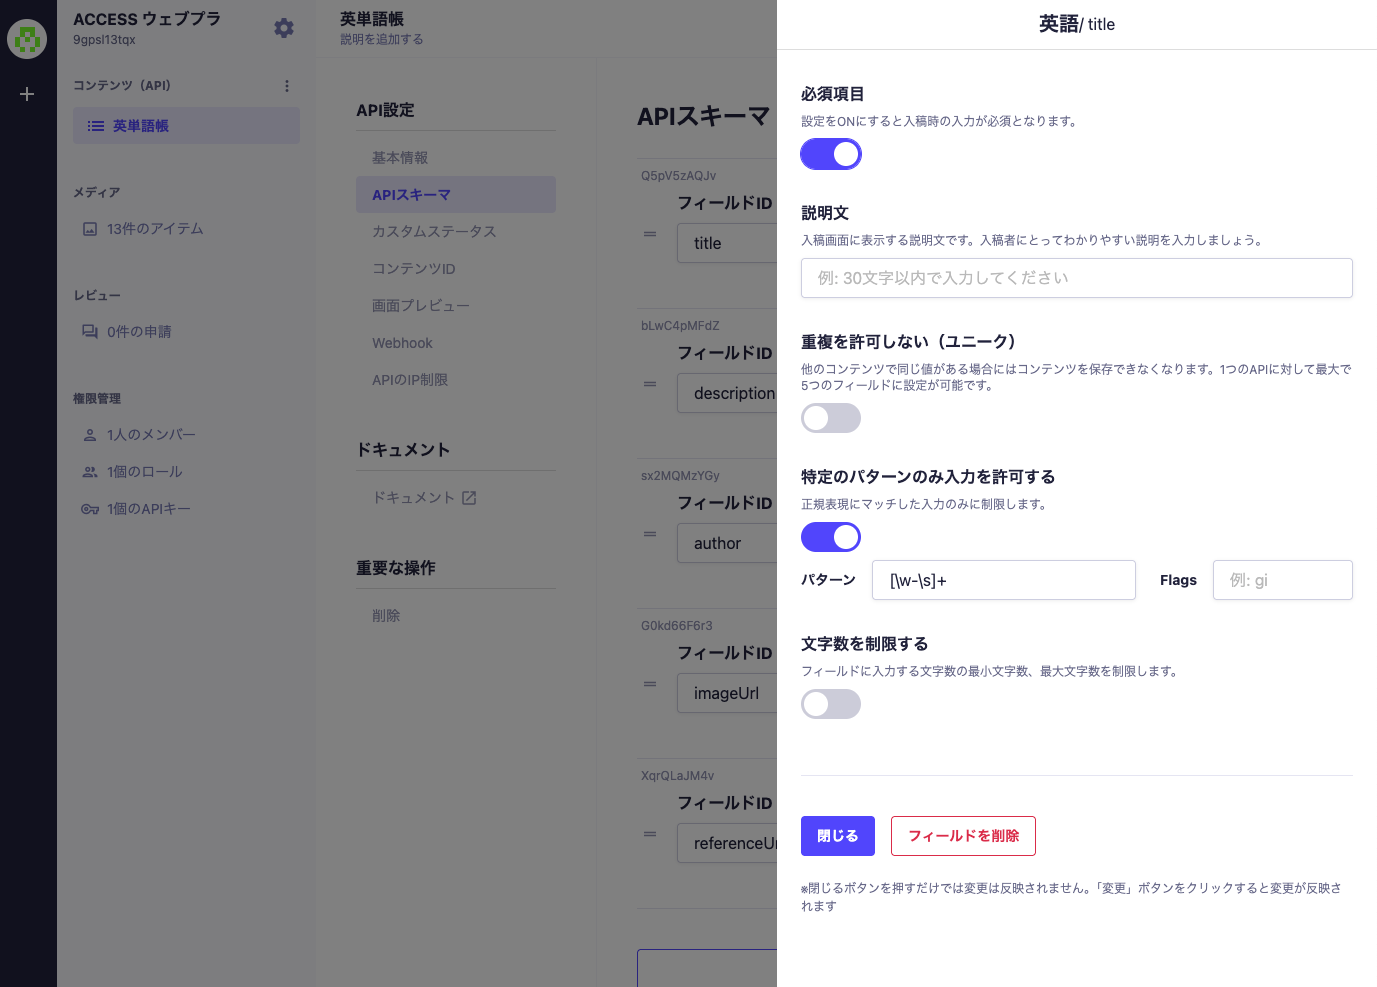 ACCESS ウェブプラ
9gpsl13tqx
コンテンツ（API）
英単語帳
メディア
13件のアイテム
レビュー
0件の申請
権限管理
1人のメンバー
1個のロール
1個のAPIキー
英単語帳
説明を追加する
API設定
基本情報
APIスキーマ
カスタムステータス
コンテンツID
画面プレビュー
Webhook
APIのIP制限
ドキュメント
ドキュメント
重要な操作
削除
APIスキーマ
Q5pV5zAQJv
フィールドID
title
bLwC4pMFdZ
フィールドID
description
sx2MQMzYGy
フィールドID
author
G0kd66F6r3
フィールドID
imageUrl
XqrQLaJM4v
フィールドID
referenceUr
英語/ title
必須項目
設定をONにすると入稿時の入力が必須となります。
説明文
入稿画面に表示する説明文です。入稿者にとってわかりやすい説明を入力しましょう。
例: 30文字以内で入力してください
重複を許可しない（ユニーク）
他のコンテンツで同じ値がある場合にはコンテンツを保存できなくなります。1つのAPIに対して最大で
5つのフィールドに設定が可能です。
特定のパターンのみ入力を許可する
正規表現にマッチした入力のみに制限します。
パターン [\w-\s]+ Flags 例: gi
文字数を制限する
フィールドに入力する文字数の最小文字数、最大文字数を制限します。
閉じる フィールドを削除
※閉じるボタンを押すだけでは変更は反映されません。「変更」ボタンをクリックすると変更が反映さ
れます